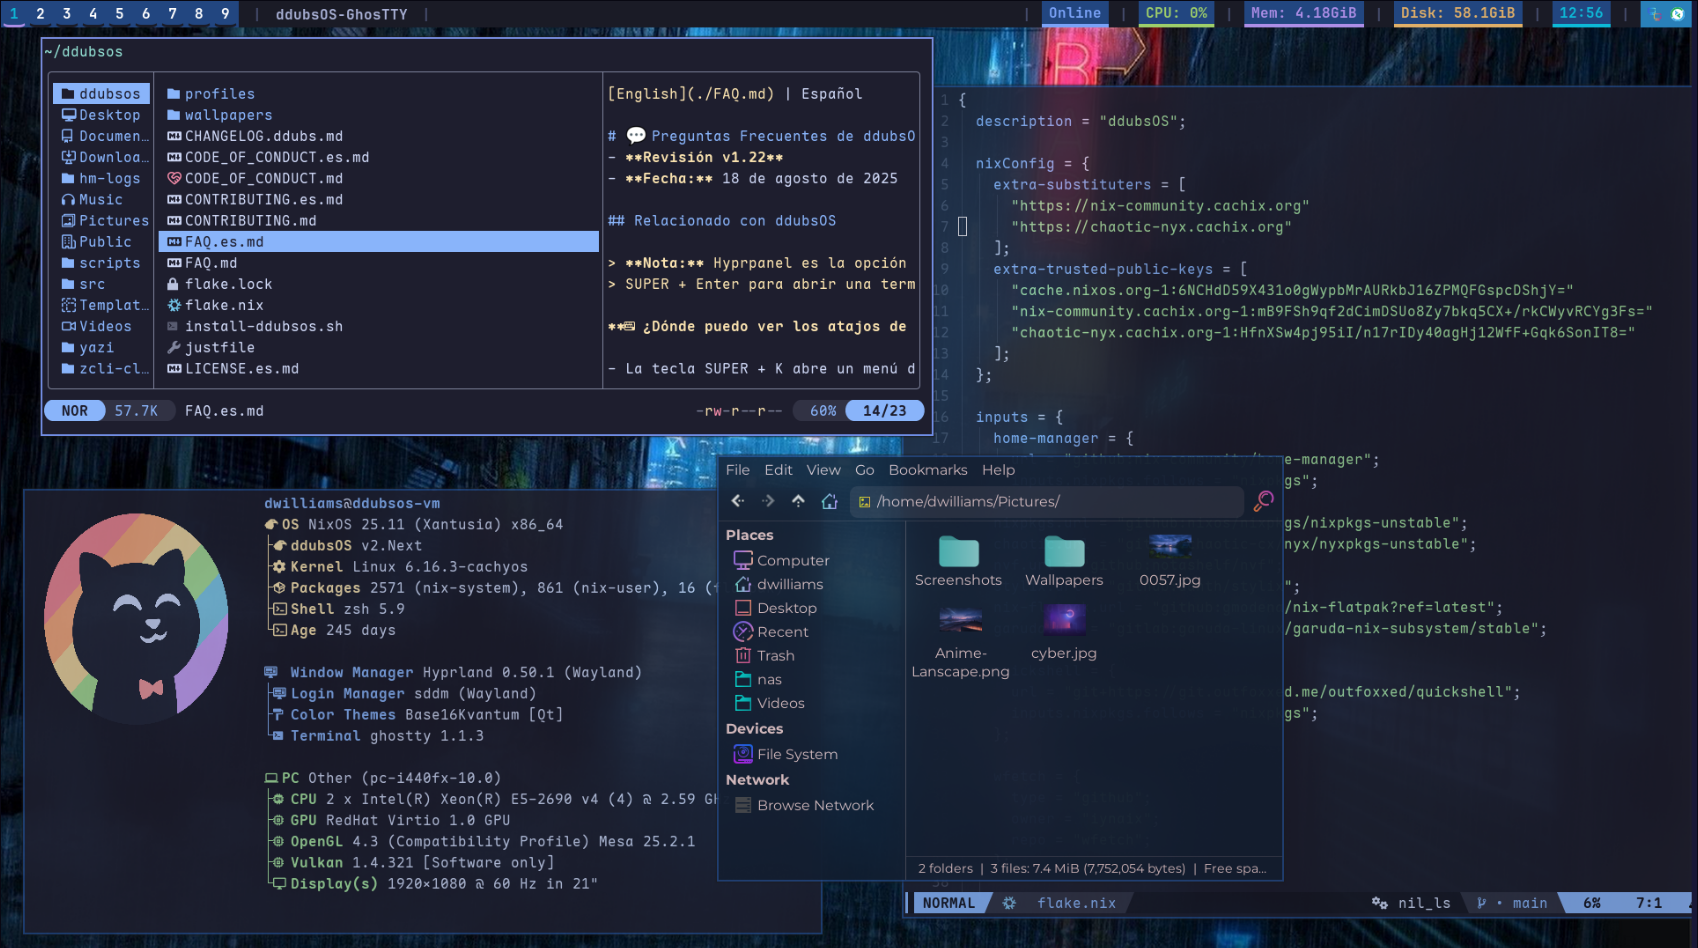 1 2 3 4 5 6 7 8 9 | ddubsOS-GhosTTY |
| Online | CPU: 0% | Mem: 4.18GiB | Disk: 58.1GiB | 12:56 |
~/ddubsos
ddubsos
Desktop
Documen…
Downloa…
hm-logs
Music
Pictures
Public
scripts
src
Templat…
Videos
yazi
zcli-cl…
profiles
wallpapers
CHANGELOG.ddubs.md
CODE_OF_CONDUCT.es.md
CODE_OF_CONDUCT.md
CONTRIBUTING.es.md
CONTRIBUTING.md
FAQ.es.md
FAQ.md
flake.lock
flake.nix
install-ddubsos.sh
justfile
LICENSE.es.md
[English](./FAQ.md) | Español
# 💬 Preguntas Frecuentes de ddubsO
- **Revisión v1.22**
- **Fecha:** 18 de agosto de 2025
## Relacionado con ddubsOS
> **Nota:** Hyprpanel es la opción
> SUPER + Enter para abrir una term
**⌨ ¿Dónde puedo ver los atajos de
- La tecla SUPER + K abre un menú d
NOR 57.7K FAQ.es.md -rw-r--r-- 60% 14/23
1 {
2 description = "ddubsOS";
3
4 nixConfig = {
5 extra-substituters = [
6 "https://nix-community.cachix.org"
7 "https://chaotic-nyx.cachix.org"
8 ];
9 extra-trusted-public-keys = [
10 "cache.nixos.org-1:6NCHdD59X431o0gWypbMrAURkbJ16ZPMQFGspcDShjY="
11 "nix-community.cachix.org-1:mB9FSh9qf2dCimDSUo8Zy7bkq5CX+/rkCWyvRCYg3Fs="
12 "chaotic-nyx.cachix.org-1:HfnXSw4pj95iI/n17rIDy40agHj12WfF+Gqk6SonIT8="
13 ];
14 };
15
16 inputs = {
17 home-manager = {
-manager";
gs";
gs/nixpkgs-unstable";
nyx/nyxpkgs-unstable";
";
/nix-flatpak?ref=latest";
/garuda-nix-subsystem/stable";
d.me/outfoxxed/quickshell";
gs";
NORMAL flake.nix nil_ls main 6% 7:1
dwilliams@ddubsos-vm
OS NixOS 25.11 (Xantusia) x86_64
ddubsOS v2.Next
Kernel Linux 6.16.3-cachyos
Packages 2571 (nix-system), 861 (nix-user), 16 (
Shell zsh 5.9
Age 245 days
Window Manager Hyprland 0.50.1 (Wayland)
Login Manager sddm (Wayland)
Color Themes Base16Kvantum [Qt]
Terminal ghostty 1.1.3
PC Other (pc-i440fx-10.0)
CPU 2 x Intel(R) Xeon(R) E5-2690 v4 (4) @ 2.59 GH
GPU RedHat Virtio 1.0 GPU
OpenGL 4.3 (Compatibility Profile) Mesa 25.2.1
Vulkan 1.4.321 [Software only]
Display(s) 1920x1080 @ 60 Hz in 21"
File Edit View Go Bookmarks Help
/home/dwilliams/Pictures/
Places
Computer
dwilliams
Desktop
Recent
Trash
nas
Videos
Devices
File System
Network
Browse Network
Screenshots
Wallpapers
0057.jpg
Anime-
Lanscape.png
cyber.jpg
2 folders | 3 files: 7.4 MiB (7,752,054 bytes) | Free spa...